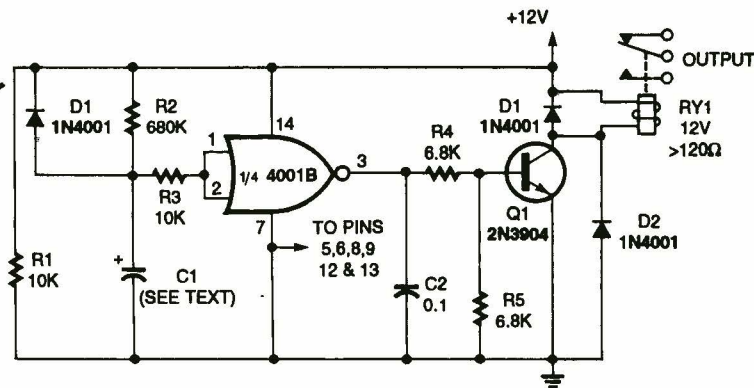 +12V
OUTPUT
D1
1N4001
R2
680K
14
1
2
1/4 4001B
3
7
R3
10K
R4
6.8K
D1
1N4001
RY1
12V
>120Ω
Q1
2N3904
D2
1N4001
TO PINS
5,6,8,9
12 & 13
R1
10K
+
C1
(SEE TEXT)
C2
0.1
R5
6.8K